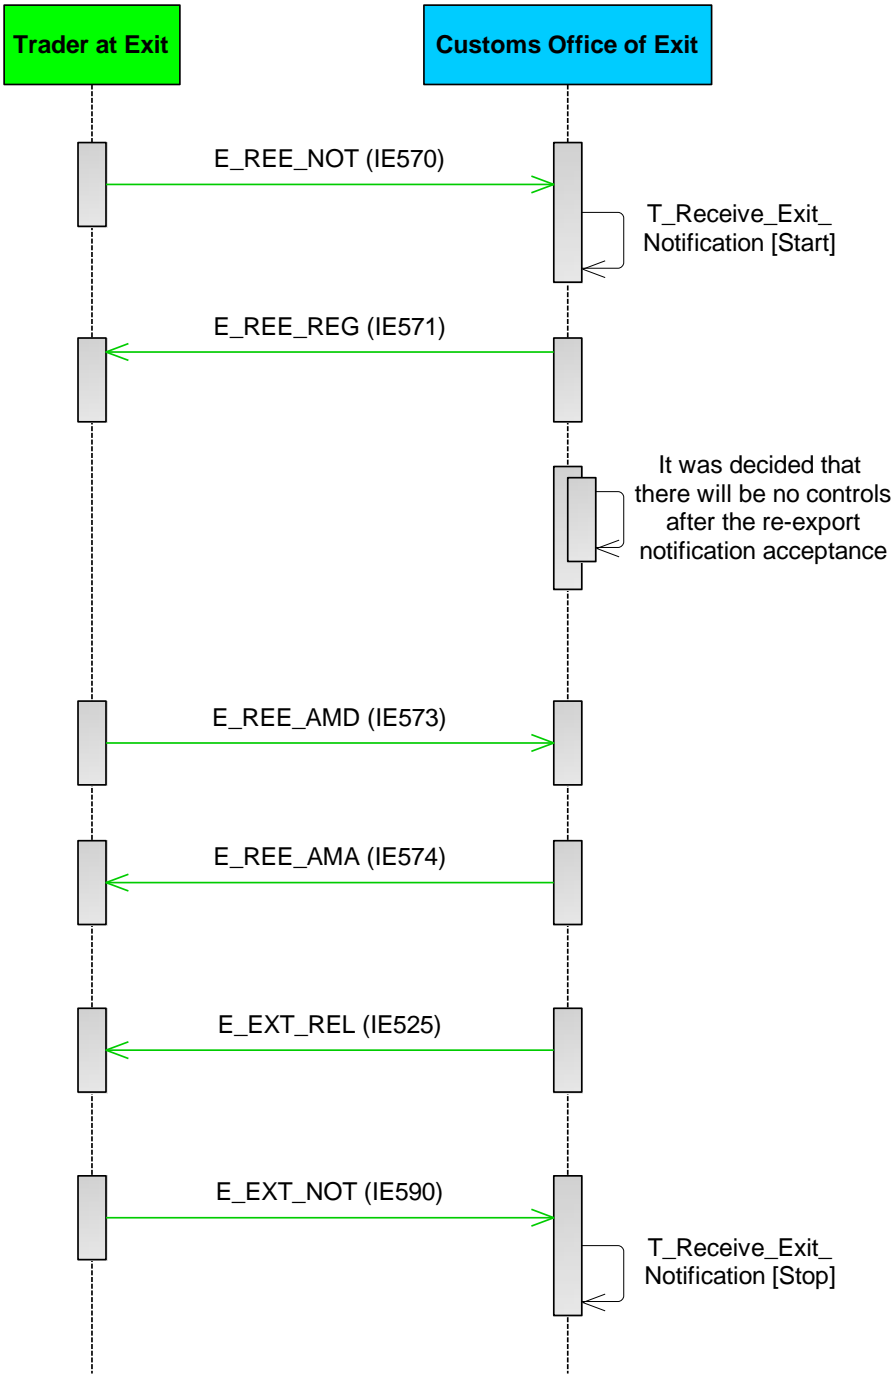 Trader at Exit
Customs Office of Exit
E_REE_NOT (IE570)
T_Receive_Exit_
Notification [Start]
E_REE_REG (IE571)
It was decided that
there will be no controls
after the re-export
notification acceptance
E_REE_AMD (IE573)
E_REE_AMA (IE574)
E_EXT_REL (IE525)
E_EXT_NOT (IE590)
T_Receive_Exit_
Notification [Stop]